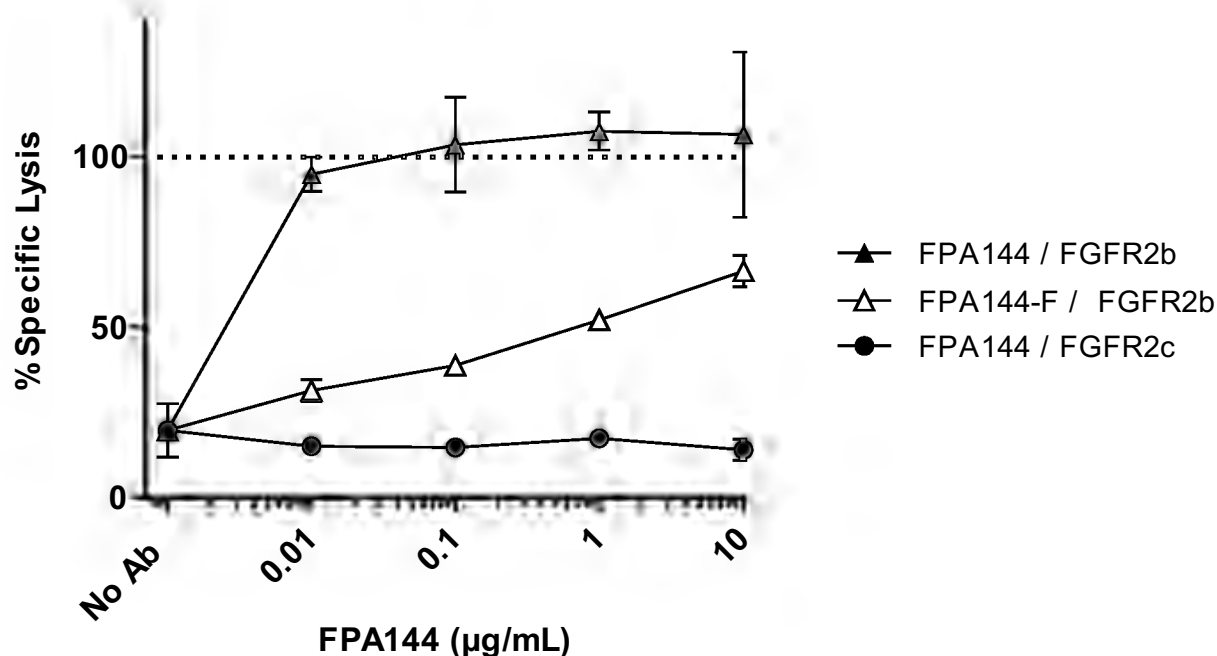 % Specific Lysis
100
50
0
No Ab
0.01
0.1
1
10
FPA144 (µg/mL)
FPA144 / FGFR2b
FPA144-F / FGFR2b
FPA144 / FGFR2c